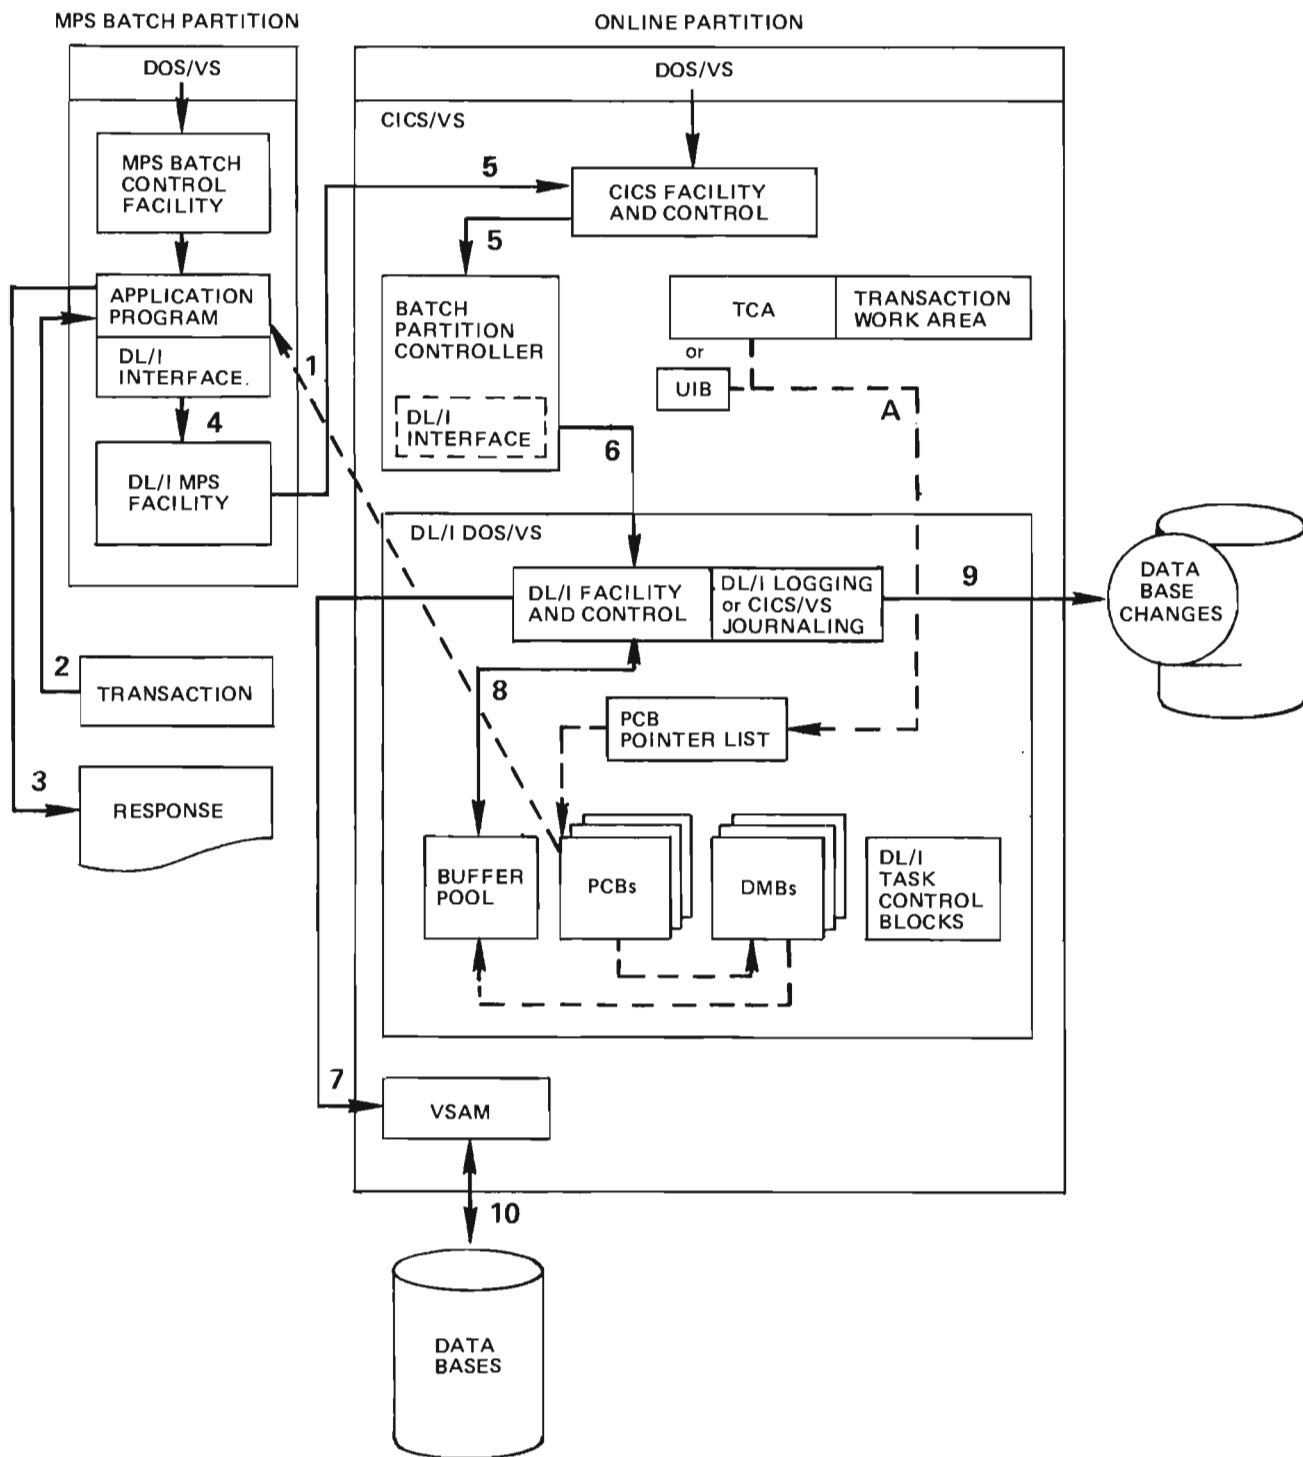 MPS BATCH PARTITION
ONLINE PARTITION
DOS/VS
DOS/VS
CICS/VS
MPS BATCH
CONTROL
FACILITY
5
CICS FACILITY
AND CONTROL
5
APPLICATION
PROGRAM
DL/I
INTERFACE.
1
BATCH
PARTITION
CONTROLLER
DL/I
INTERFACE
TCA
TRANSACTION
WORK AREA
or
UIB
A
4
6
DL/I MPS
FACILITY
DL/I DOS/VS
DL/I FACILITY
AND CONTROL
DL/I LOGGING
or CICS/VS
JOURNALING
9
DATA
BASE
CHANGES
2
TRANSACTION
8
PCB
POINTER LIST
3
RESPONSE
BUFFER
POOL
PCBs
DMBs
DL/I
TASK
CONTROL
BLOCKS
7
VSAM
10
DATA
BASES